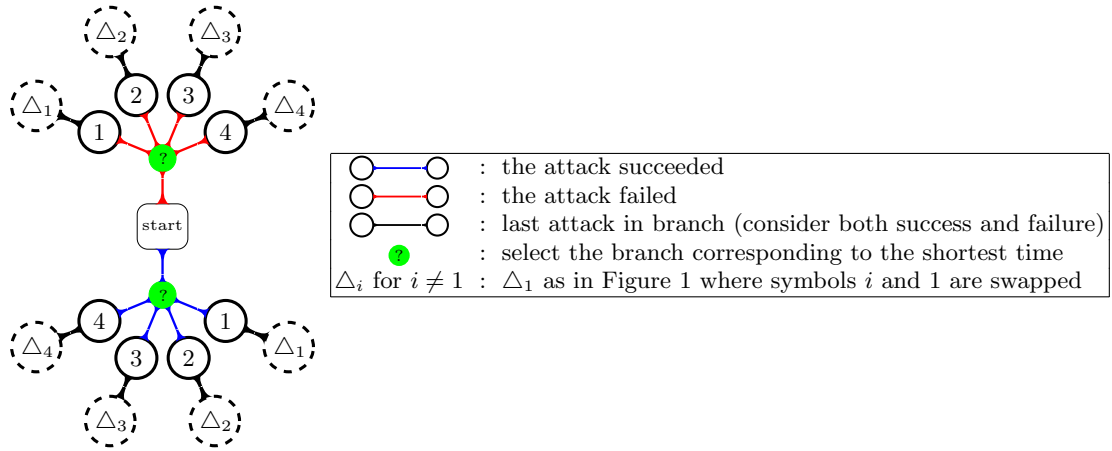 △₂ △₃
△₁ 2 3 △₄
1 4
?
start
?
4 1
△₄ 3 2 △₁
△₃ △₂
: the attack succeeded
: the attack failed
: last attack in branch (consider both success and failure)
? : select the branch corresponding to the shortest time
△ᵢ for i ≠ 1 : △₁ as in Figure 1 where symbols i and 1 are swapped